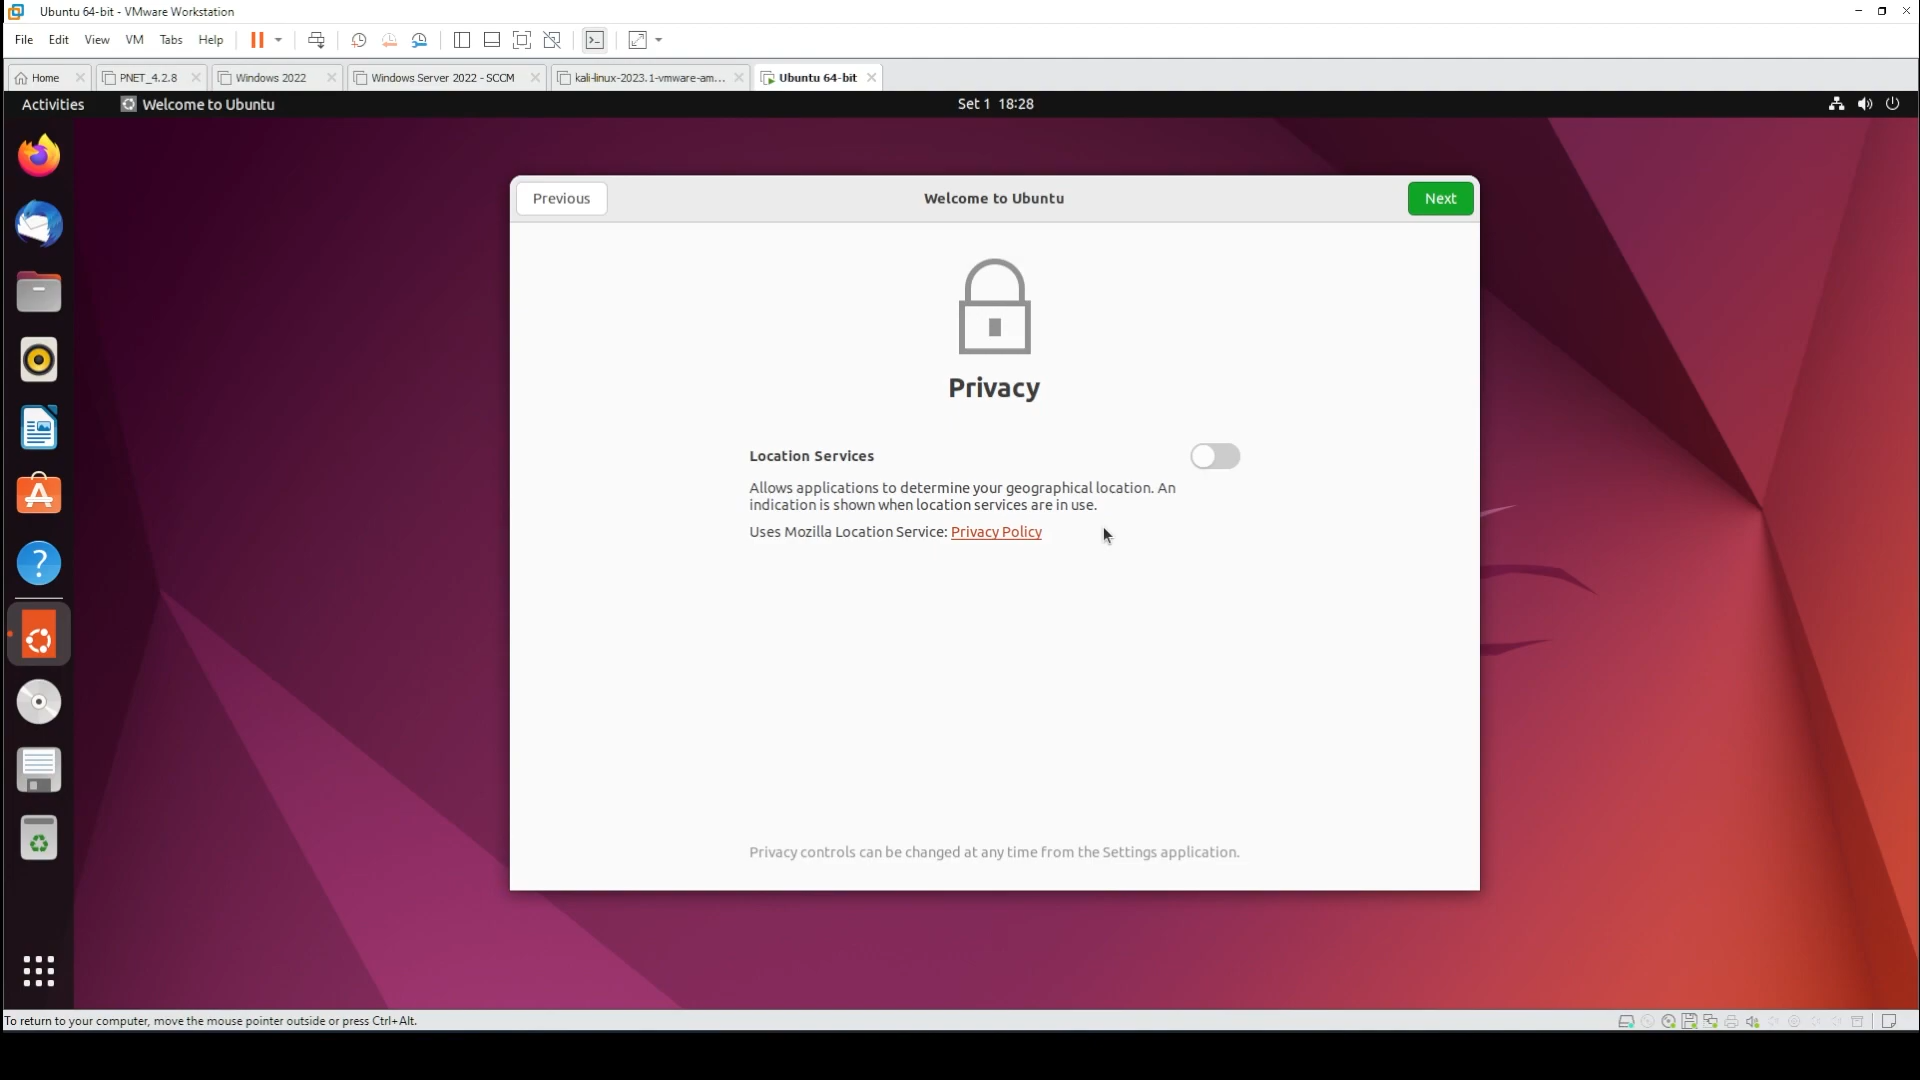 Ubuntu 64-bit - VMware Workstation
File Edit View VM Tabs Help
Home PNET_4.2.8 Windows 2022 Windows Server 2022 - SCCM kali-linux-2023.1-vmware-am... Ubuntu 64-bit
Activities Welcome to Ubuntu Set 1 18:28
Previous Welcome to Ubuntu Next
Privacy
Location Services
Allows applications to determine your geographical location. An
indication is shown when location services are in use.
Uses Mozilla Location Service: Privacy Policy
Privacy controls can be changed at any time from the Settings application.
To return to your computer, move the mouse pointer outside or press Ctrl+Alt.